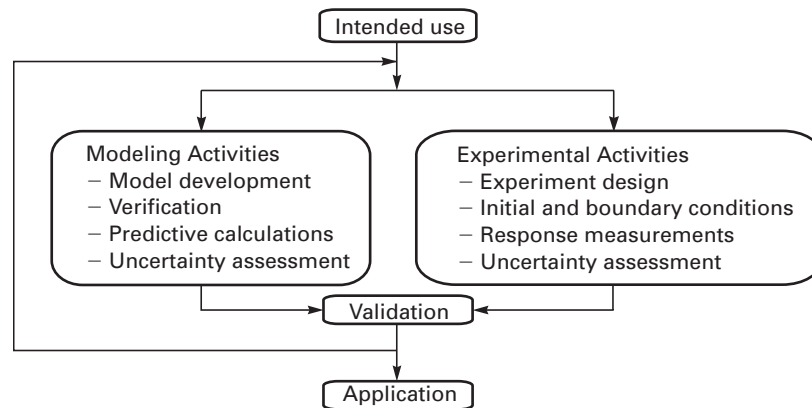 Intended use
Modeling Activities
– Model development
– Verification
– Predictive calculations
– Uncertainty assessment
Experimental Activities
– Experiment design
– Initial and boundary conditions
– Response measurements
– Uncertainty assessment
Validation
Application